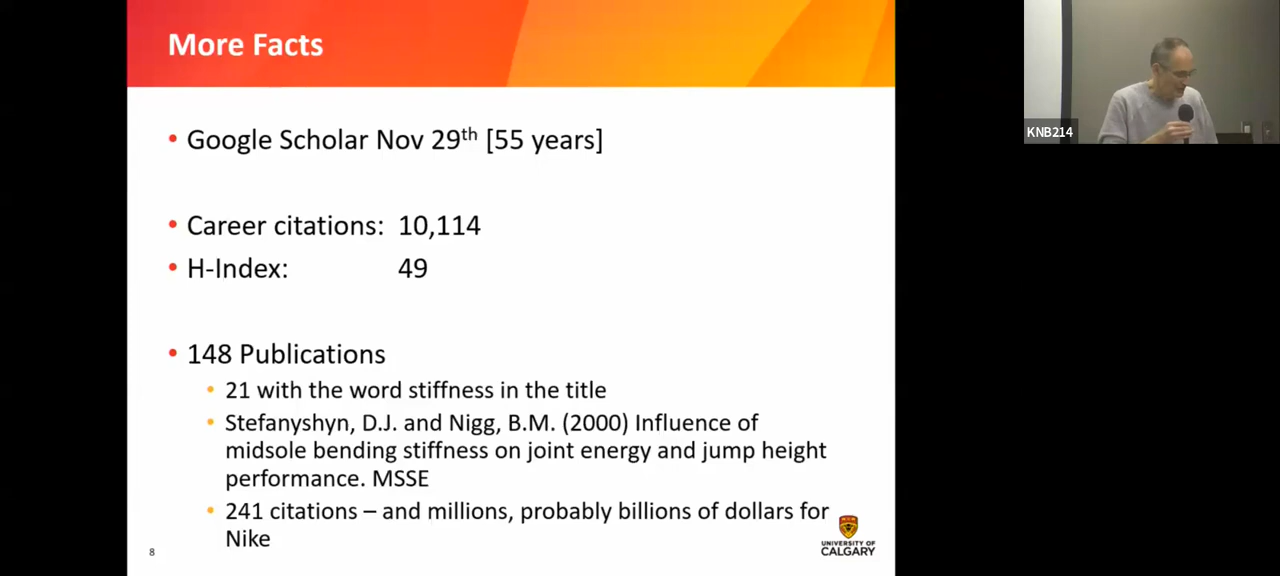 More Facts
• Google Scholar Nov 29th [55 years]
• Career citations: 10,114
• H-Index: 49
• 148 Publications
• 21 with the word stiffness in the title
• Stefanyshyn, D.J. and Nigg, B.M. (2000) Influence of
midsole bending stiffness on joint energy and jump height
performance. MSSE
• 241 citations – and millions, probably billions of dollars for
Nike
8
UNIVERSITY OF
CALGARY
KNB214